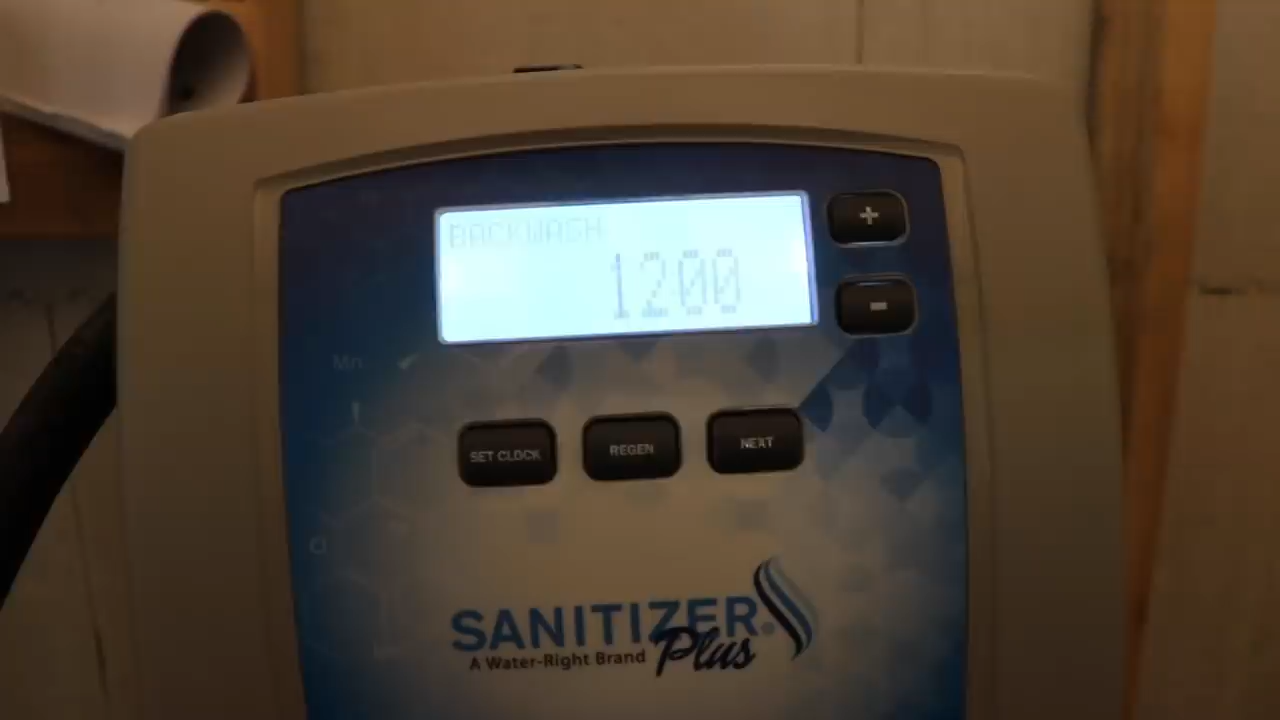 BACKWASH
1200
+
-
Mn
SET CLOCK
REGEN
NEXT
SANITIZER®
Plus
A Water-Right Brand